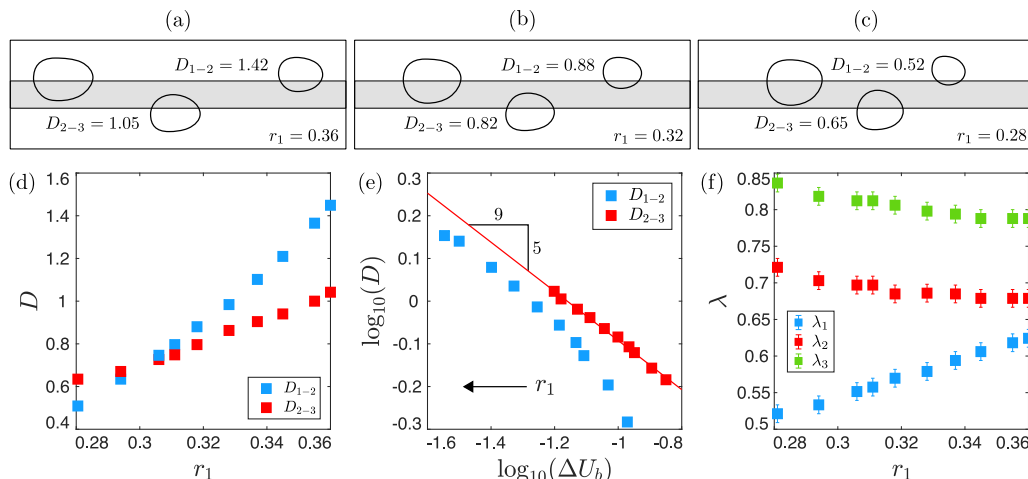 (a)
(b)
(c)
D₁₋₂ = 1.42
D₂₋₃ = 1.05
r₁ = 0.36
D₁₋₂ = 0.88
D₂₋₃ = 0.82
r₁ = 0.32
D₁₋₂ = 0.52
D₂₋₃ = 0.65
r₁ = 0.28
(d)
1.6
1.4
1.2
1
0.8
0.6
0.4
D
0.28
0.3
0.32
0.34
0.36
r₁
D₁₋₂
D₂₋₃
(e)
0.3
0.2
0.1
0
-0.1
-0.2
-0.3
log₁₀(D)
9
5
D₁₋₂
D₂₋₃
r₁
-1.6
-1.4
-1.2
-1
-0.8
log₁₀(ΔU_b)
(f)
0.85
0.8
0.75
0.7
0.65
0.6
0.55
0.5
λ
λ₁
λ₂
λ₃
0.28
0.3
0.32
0.34
0.36
r₁